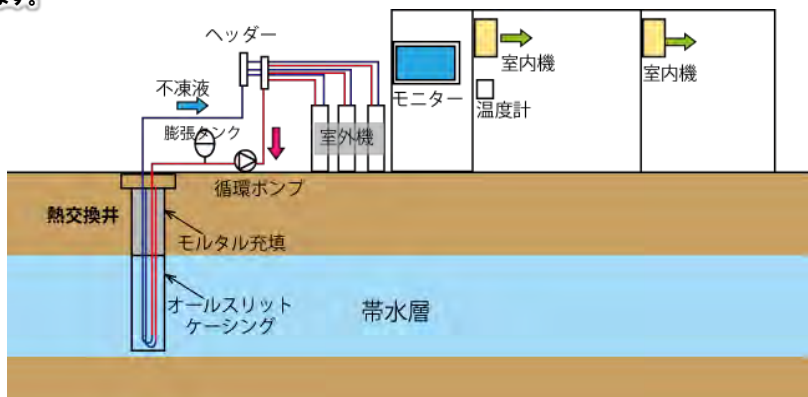 ます。
ヘッダー
不凍液
膨張タンク
循環ポンプ
室外機
モニター
室内機
温度計
室内機
熱交換井
モルタル充填
オールスリット
ケーシング
帯水層